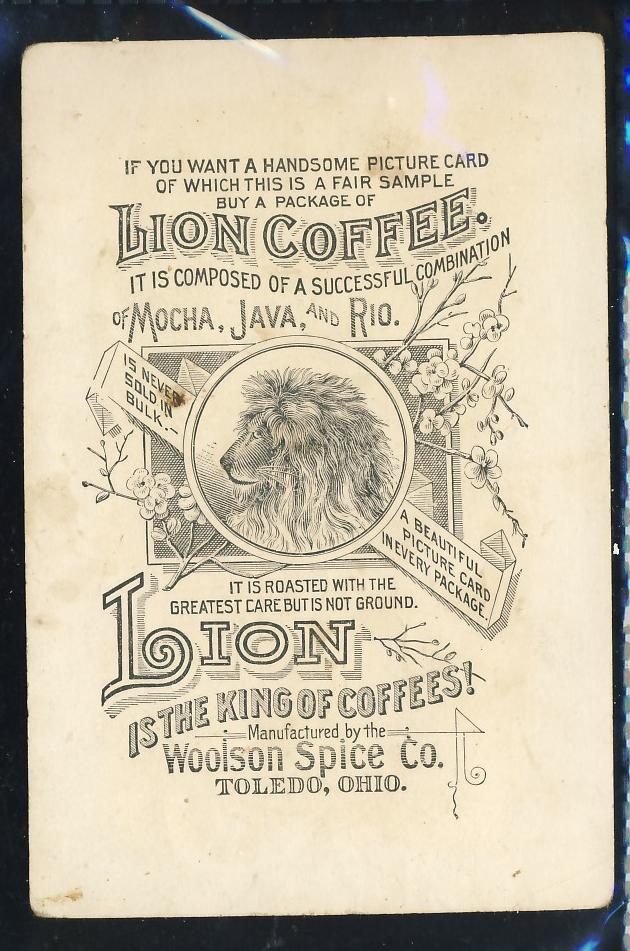 IF YOU WANT A HANDSOME PICTURE CARD
OF WHICH THIS IS A FAIR SAMPLE
BUY A PACKAGE OF
LION COFFEE.
IT IS COMPOSED OF A SUCCESSFUL COMBINATION
OF MOCHA, JAVA, AND RIO.
IS NEVER
SOLD IN
BULK.-
A BEAUTIFUL
PICTURE CARD
IN EVERY PACKAGE.
IT IS ROASTED WITH THE
GREATEST CARE BUT IS NOT GROUND.
LION
IS THE KING OF COFFEES!
Manufactured by the
Woolson Spice Co.
TOLEDO, OHIO.